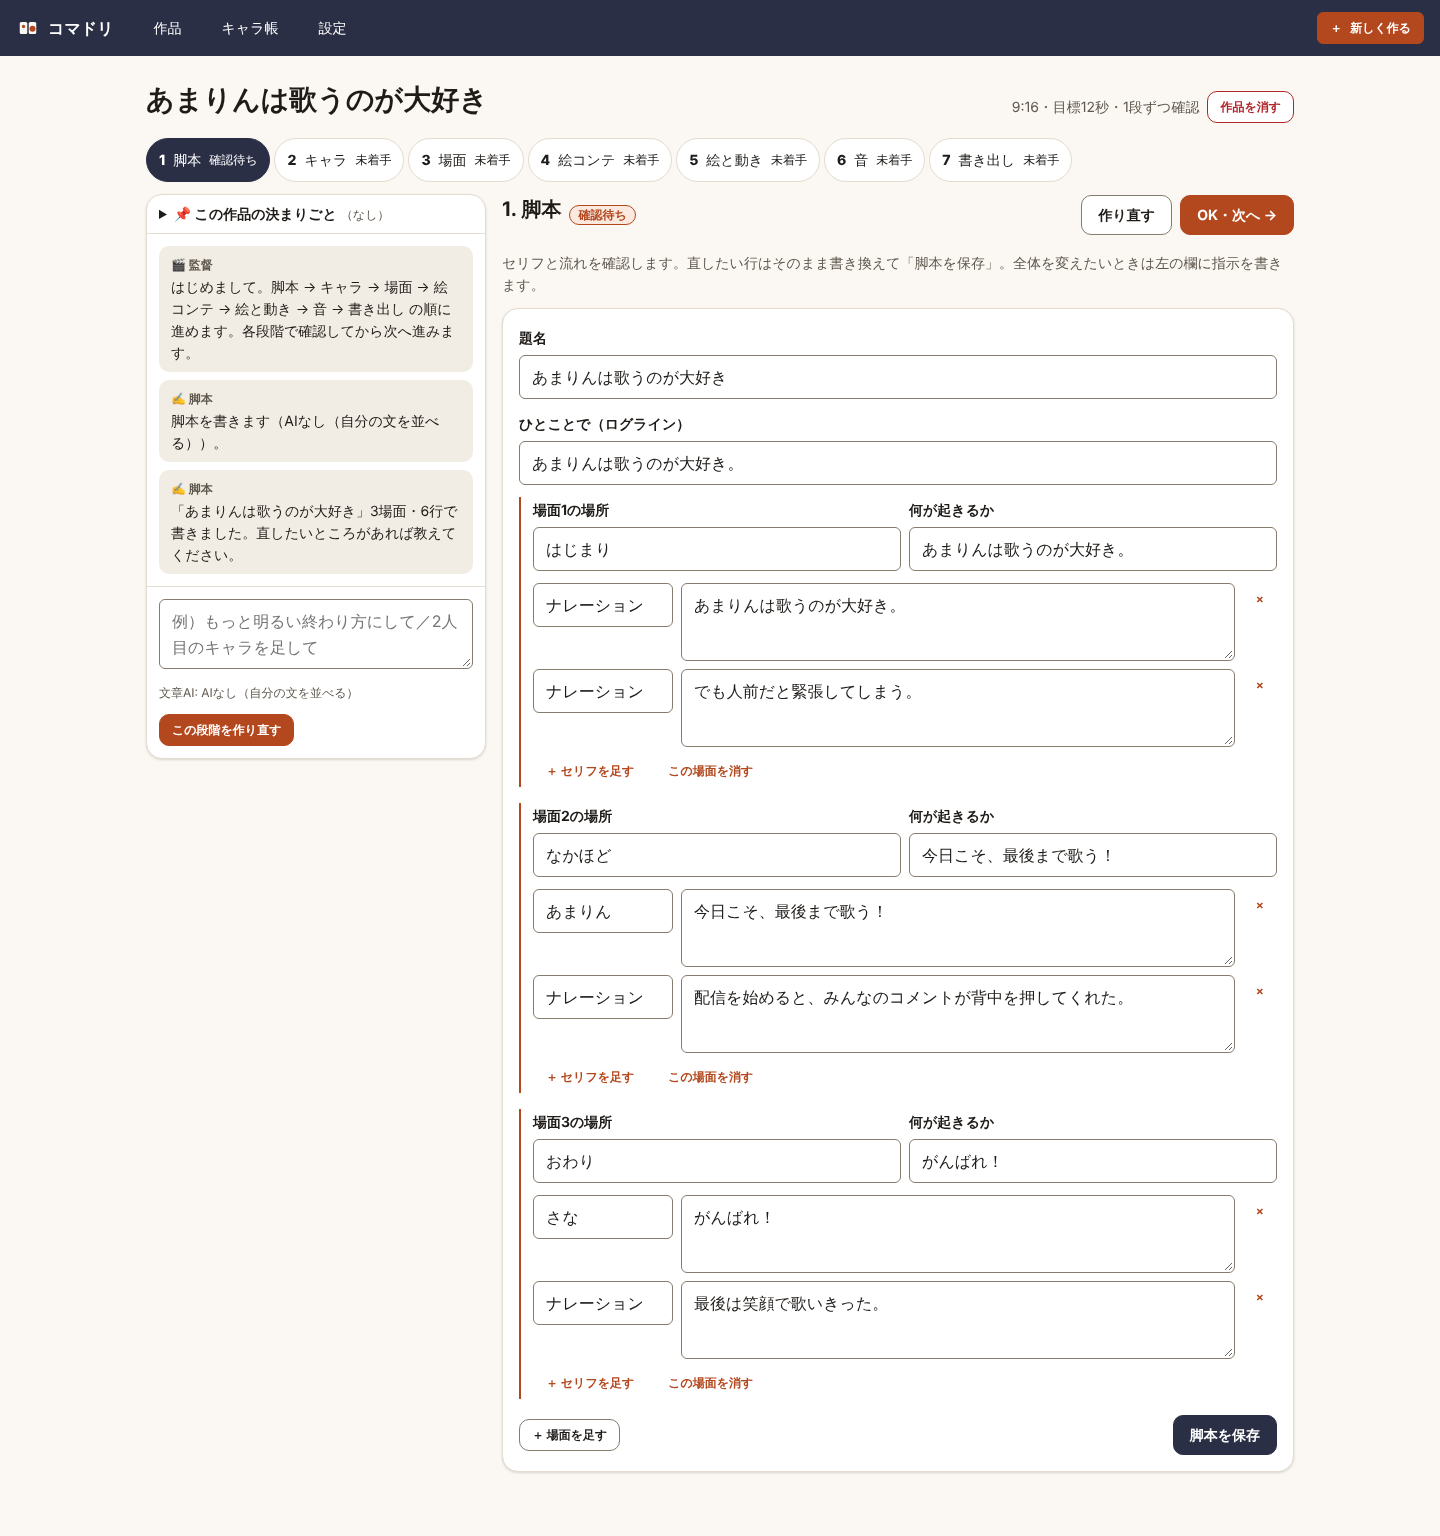 コマドリ
作品
キャラ帳
設定
＋ 新しく作る
あまりんは歌うのが大好き
9:16・目標12秒・1段ずつ確認
作品を消す
1 脚本 確認待ち
2 キャラ 未着手
3 場面 未着手
4 絵コンテ 未着手
5 絵と動き 未着手
6 音 未着手
7 書き出し 未着手
▶ 📌 この作品の決まりごと （なし）
🎬 監督
はじめまして。脚本 → キャラ → 場面 → 絵
コンテ → 絵と動き → 音 → 書き出し の順に
進めます。各段階で確認してから次へ進みま
す。
✍️ 脚本
脚本を書きます（AIなし（自分の文を並べ
る））。
✍️ 脚本
「あまりんは歌うのが大好き」3場面・6行で
書きました。直したいところがあれば教えて
ください。
例）もっと明るい終わり方にして／2人
目のキャラを足して
文章AI: AIなし（自分の文を並べる）
この段階を作り直す
1. 脚本
確認待ち
作り直す
OK・次へ →
セリフと流れを確認します。直したい行はそのまま書き換えて「脚本を保存」。全体を変えたいときは左の欄に指示を書き
ます。
題名
あまりんは歌うのが大好き
ひとことで（ログライン）
あまりんは歌うのが大好き。
場面1の場所
何が起きるか
はじまり
あまりんは歌うのが大好き。
ナレーション
あまりんは歌うのが大好き。
×
ナレーション
でも人前だと緊張してしまう。
×
＋ セリフを足す
この場面を消す
場面2の場所
何が起きるか
なかほど
今日こそ、最後まで歌う！
あまりん
今日こそ、最後まで歌う！
×
ナレーション
配信を始めると、みんなのコメントが背中を押してくれた。
×
＋ セリフを足す
この場面を消す
場面3の場所
何が起きるか
おわり
がんばれ！
さな
がんばれ！
×
ナレーション
最後は笑顔で歌いきった。
×
＋ セリフを足す
この場面を消す
＋ 場面を足す
脚本を保存